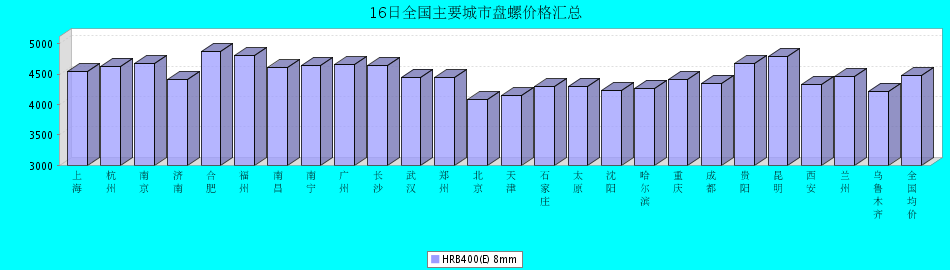 16日全国主要城市盘螺价格汇总
5000
4500
4000
3500
3000
上海 杭州 南京 济南 合肥 福州 南昌 南宁 广州 长沙 武汉 郑州 北京 天津 石家庄 太原 沈阳 哈尔滨 重庆 成都 贵阳 昆明 西安 兰州 乌鲁木齐 全国均价
HRB400(E) 8mm